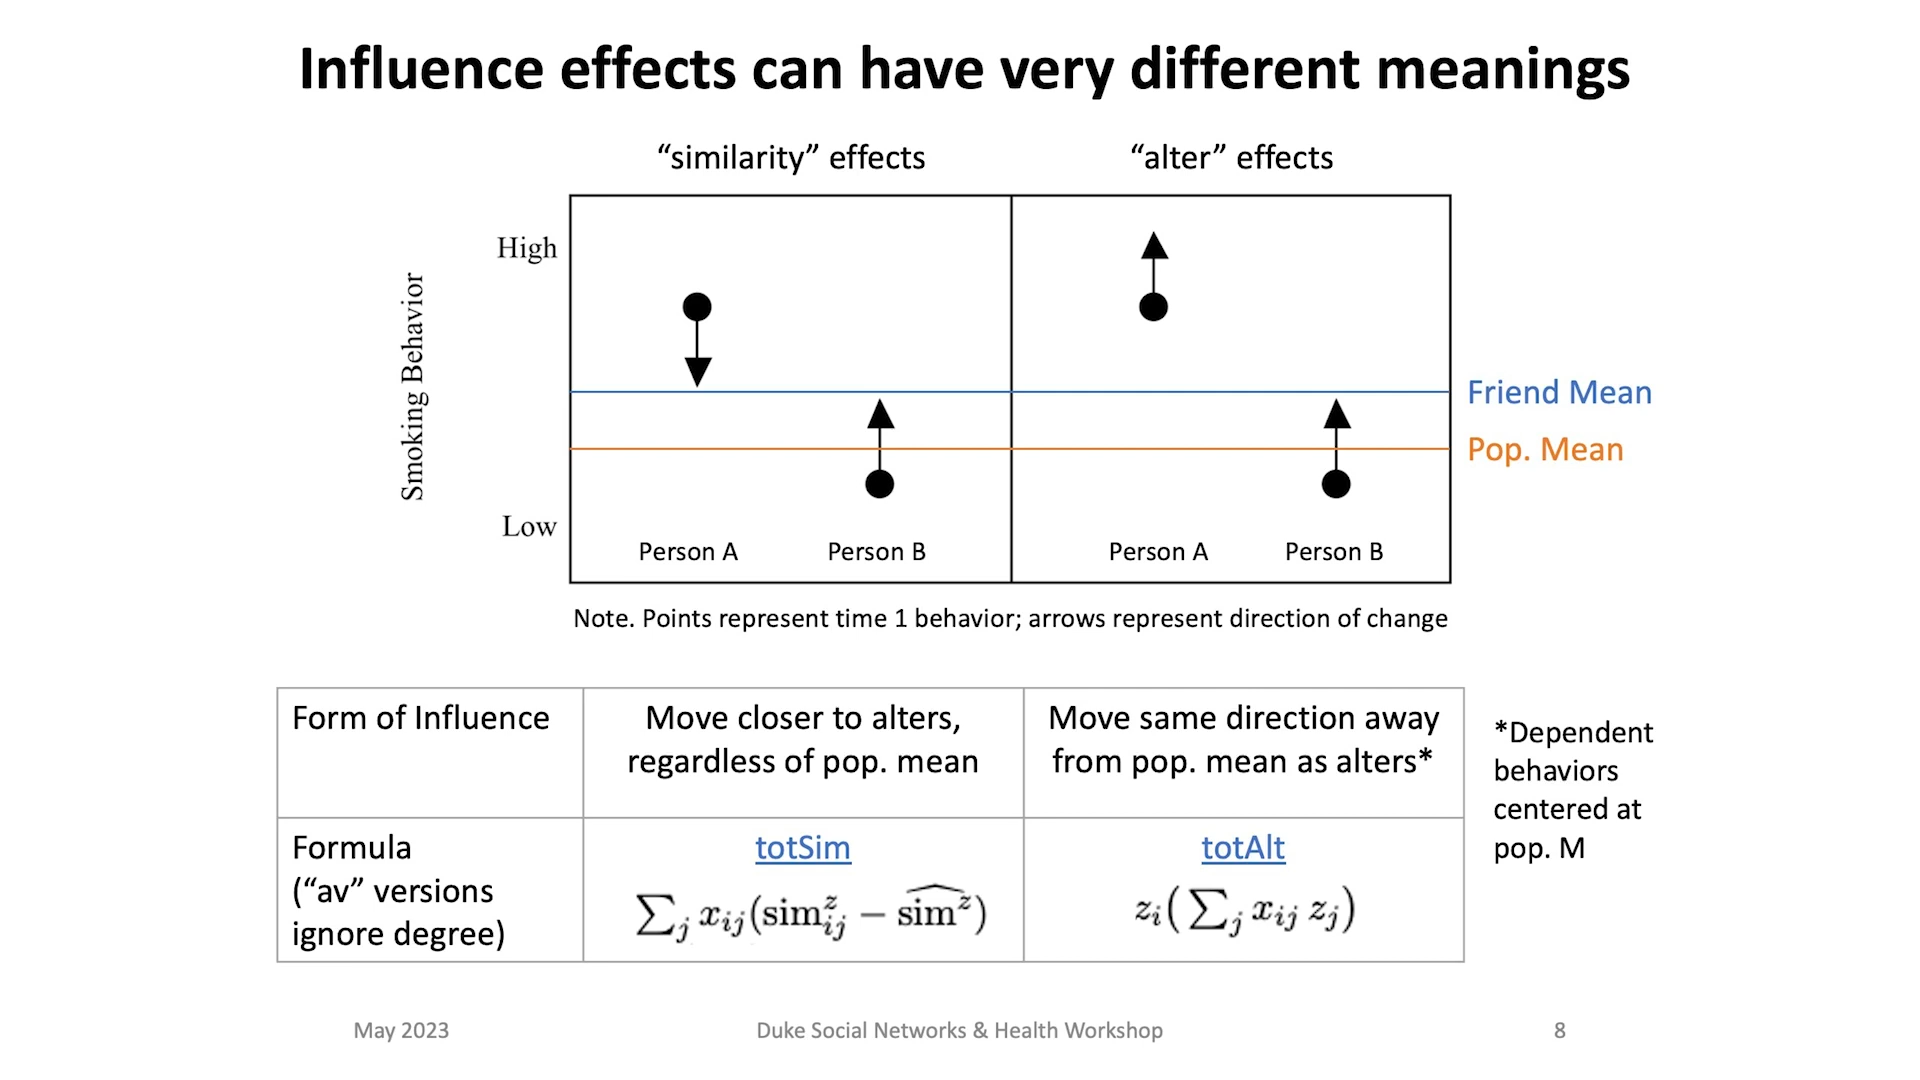 Influence effects can have very different meanings
“similarity” effects
“alter” effects
High
Smoking Behavior
Low
Friend Mean
Pop. Mean
Person A
Person B
Person A
Person B
Note. Points represent time 1 behavior; arrows represent direction of change
Form of Influence
Move closer to alters,
regardless of pop. mean
Move same direction away
from pop. mean as alters*
*Dependent
behaviors
centered at
pop. M
Formula
(“av” versions
ignore degree)
totSim
∑j xij(sim^z_ij − \widehat{sim^z})
totAlt
zi(∑j xij zj)
May 2023
Duke Social Networks & Health Workshop
8